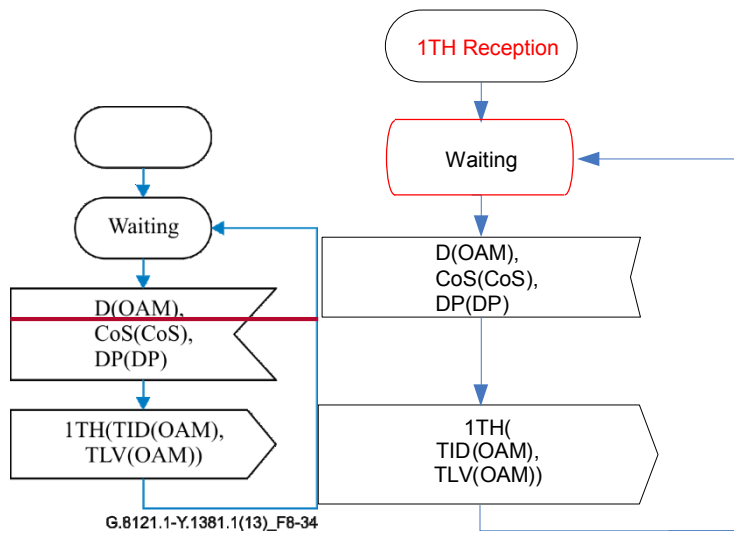 Waiting
D(OAM),
CoS(CoS),
DP(DP)
1TH(TID(OAM),
TLV(OAM))
G.8121.1-Y.1381.1(13)_F8-34
1TH Reception
Waiting
D(OAM),
CoS(CoS),
DP(DP)
1TH(
TID(OAM),
TLV(OAM))